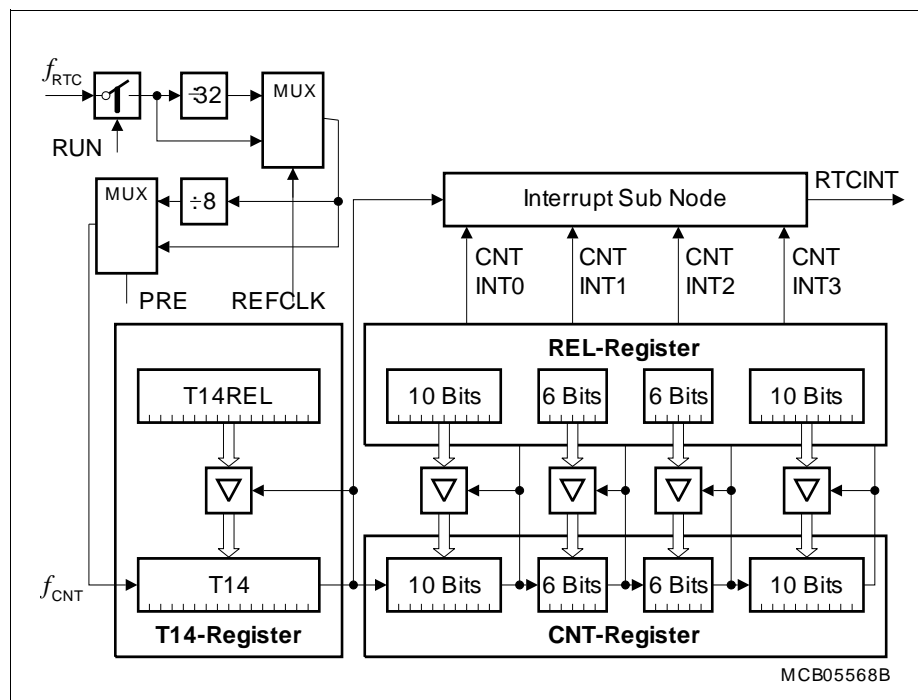 fRTC
÷32
MUX
RUN
MUX
÷8
Interrupt Sub Node
RTCINT
CNT INT0
CNT INT1
CNT INT2
CNT INT3
PRE
REFCLK
REL-Register
T14REL
10 Bits
6 Bits
6 Bits
10 Bits
fCNT
T14
10 Bits
6 Bits
6 Bits
10 Bits
T14-Register
CNT-Register
MCB05568B